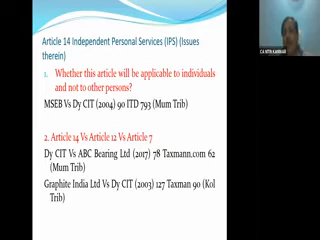 Article 14 Independent Personal Services (IPS) (Issues
therein)
1. Whether this article will be applicable to individuals
and not to other persons?
MSEB Vs Dy CIT (2004) 90 ITD 793 (Mum Trib)
2. Article 14 Vs Article 12 Vs Article 7
Dy CIT Vs ABC Bearing Ltd (2017) 78 Taxmann.com 62
(Mum Trib)
Graphite India Ltd Vs Dy CIT (2003) 127 Taxman 90 (Kol
Trib)
CA NITIN KANWAR